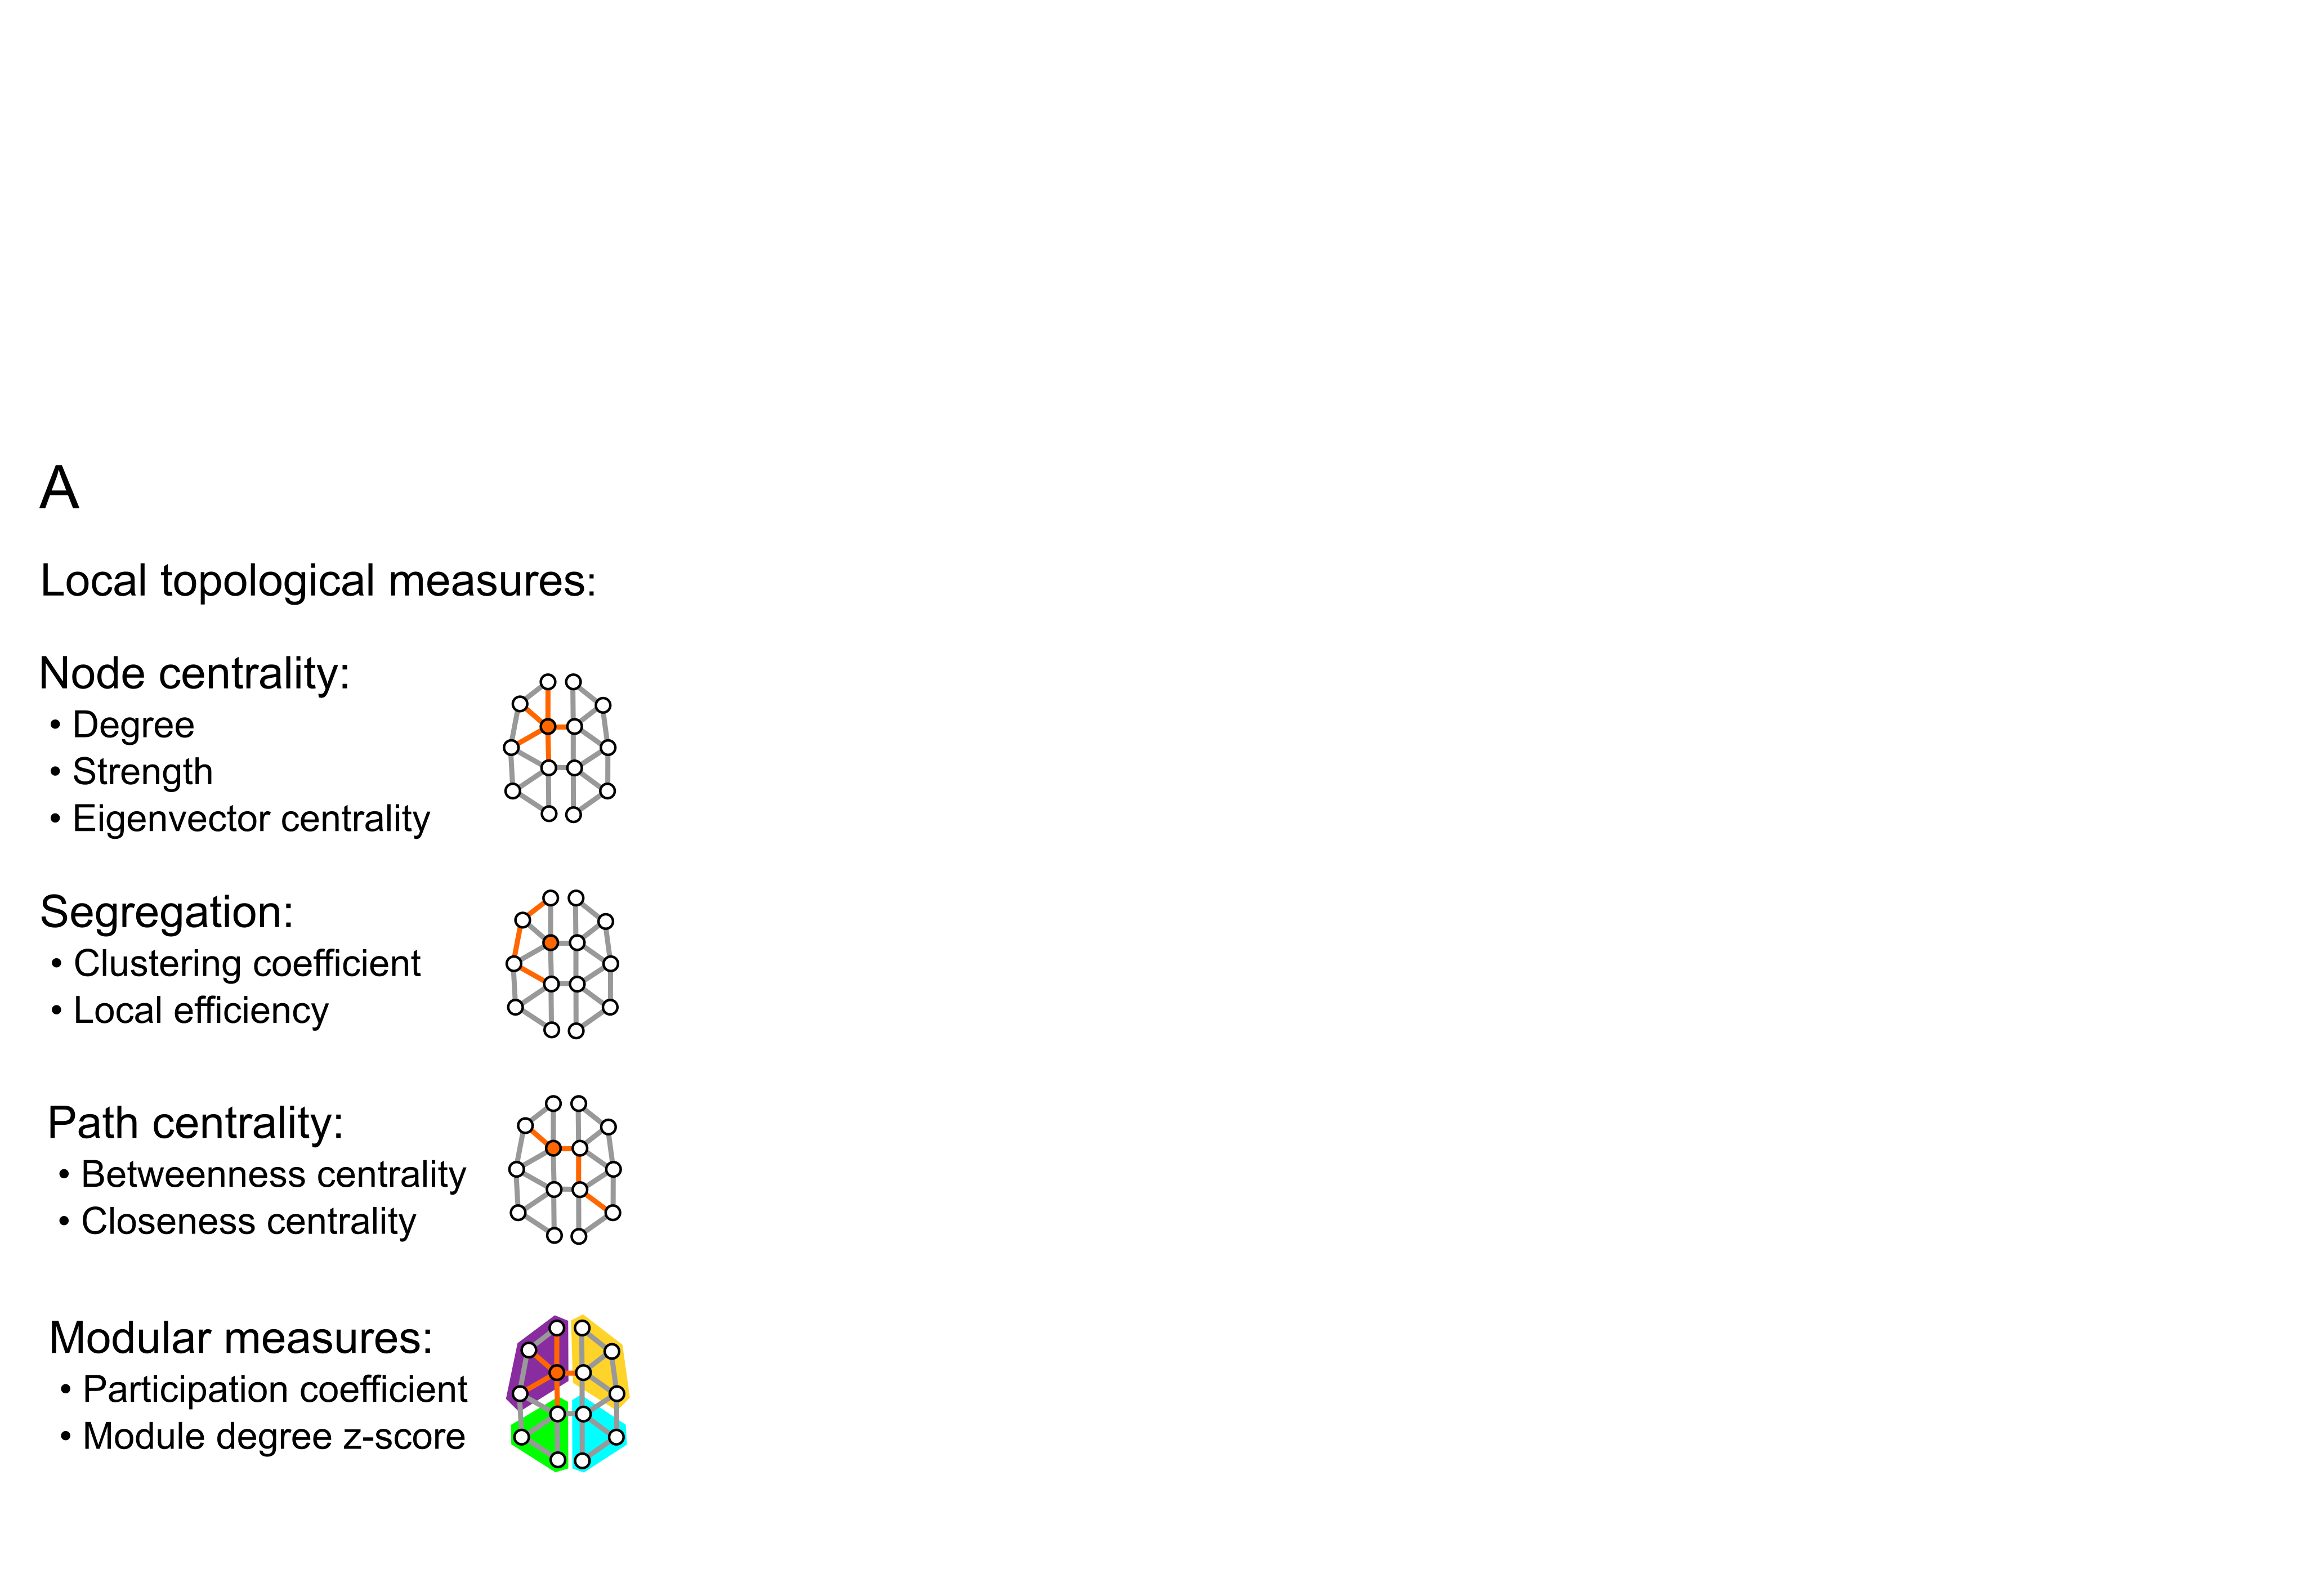 A
Local topological measures:
Node centrality:
• Degree
• Strength
• Eigenvector centrality
Segregation:
• Clustering coefficient
• Local efficiency
Path centrality:
• Betweenness centrality
• Closeness centrality
Modular measures:
• Participation coefficient
• Module degree z-score